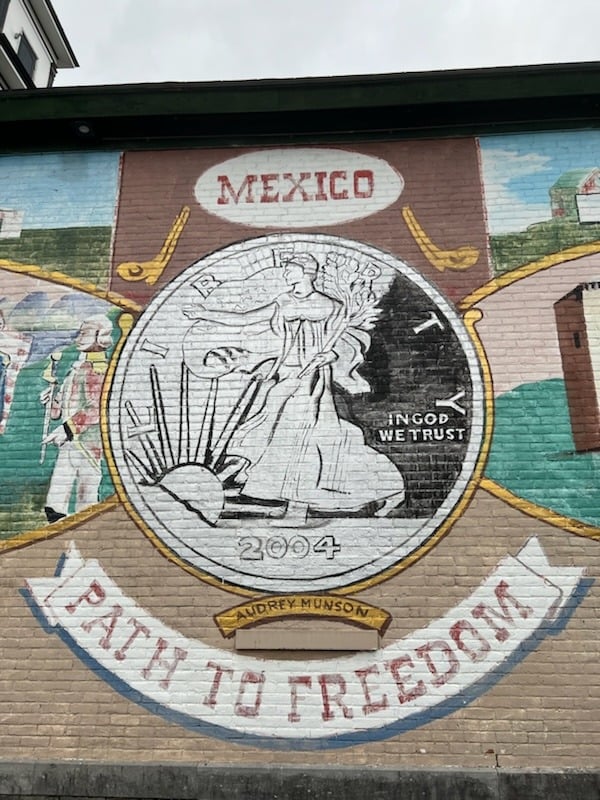 MEXICO
LIBERTY
IN GOD
WE TRUST
2004
AUDREY MUNSON
PATH TO FREEDOM